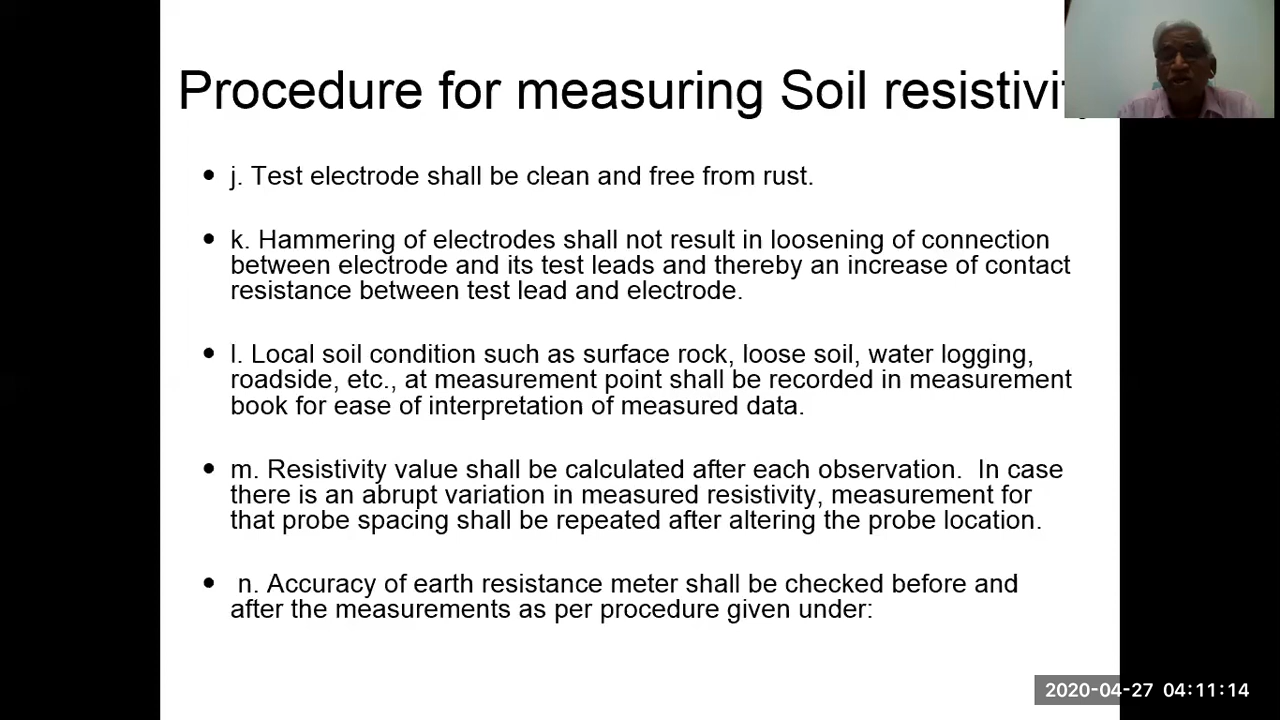 Procedure for measuring Soil
• j. Test electrode shall be clean and free from rust.
• k. Hammering of electrodes shall not result in loosening of connection
between electrode and its test leads and thereby an increase of contact
resistance between test lead and electrode.
• l. Local soil condition such as surface rock, loose soil, water logging,
roadside, etc., at measurement point shall be recorded in measurement
book for ease of interpretation of measured data.
• m. Resistivity value shall be calculated after each observation.  In case
there is an abrupt variation in measured resistivity, measurement for
that probe spacing shall be repeated after altering the probe location.
• n. Accuracy of earth resistance meter shall be checked before and
after the measurements as per procedure given under:
2020-04-27 04:11:14